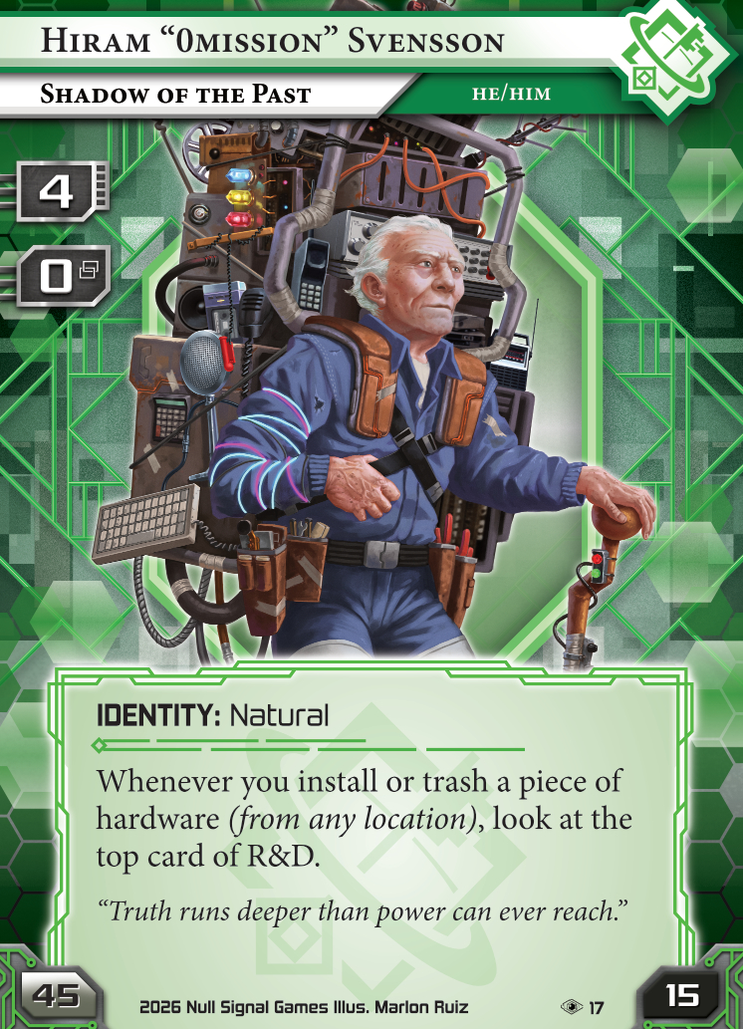 Hiram “0mission” Svensson
Shadow of the Past
he/him
4
0
IDENTITY: Natural
Whenever you install or trash a piece of
hardware (from any location), look at the
top card of R&D.
“Truth runs deeper than power can ever reach.”
45
2026 Null Signal Games Illus. Marlon Ruiz
17
15